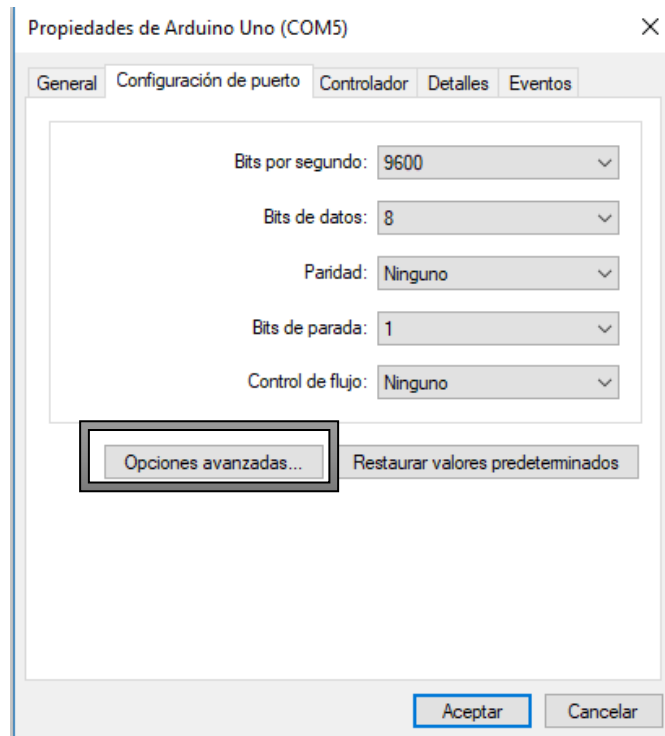 Propiedades de Arduino Uno (COM5)
General Configuración de puerto Controlador Detalles Eventos
Bits por segundo: 9600
Bits de datos: 8
Paridad: Ninguno
Bits de parada: 1
Control de flujo: Ninguno
Opciones avanzadas... Restaurar valores predeterminados
Aceptar Cancelar